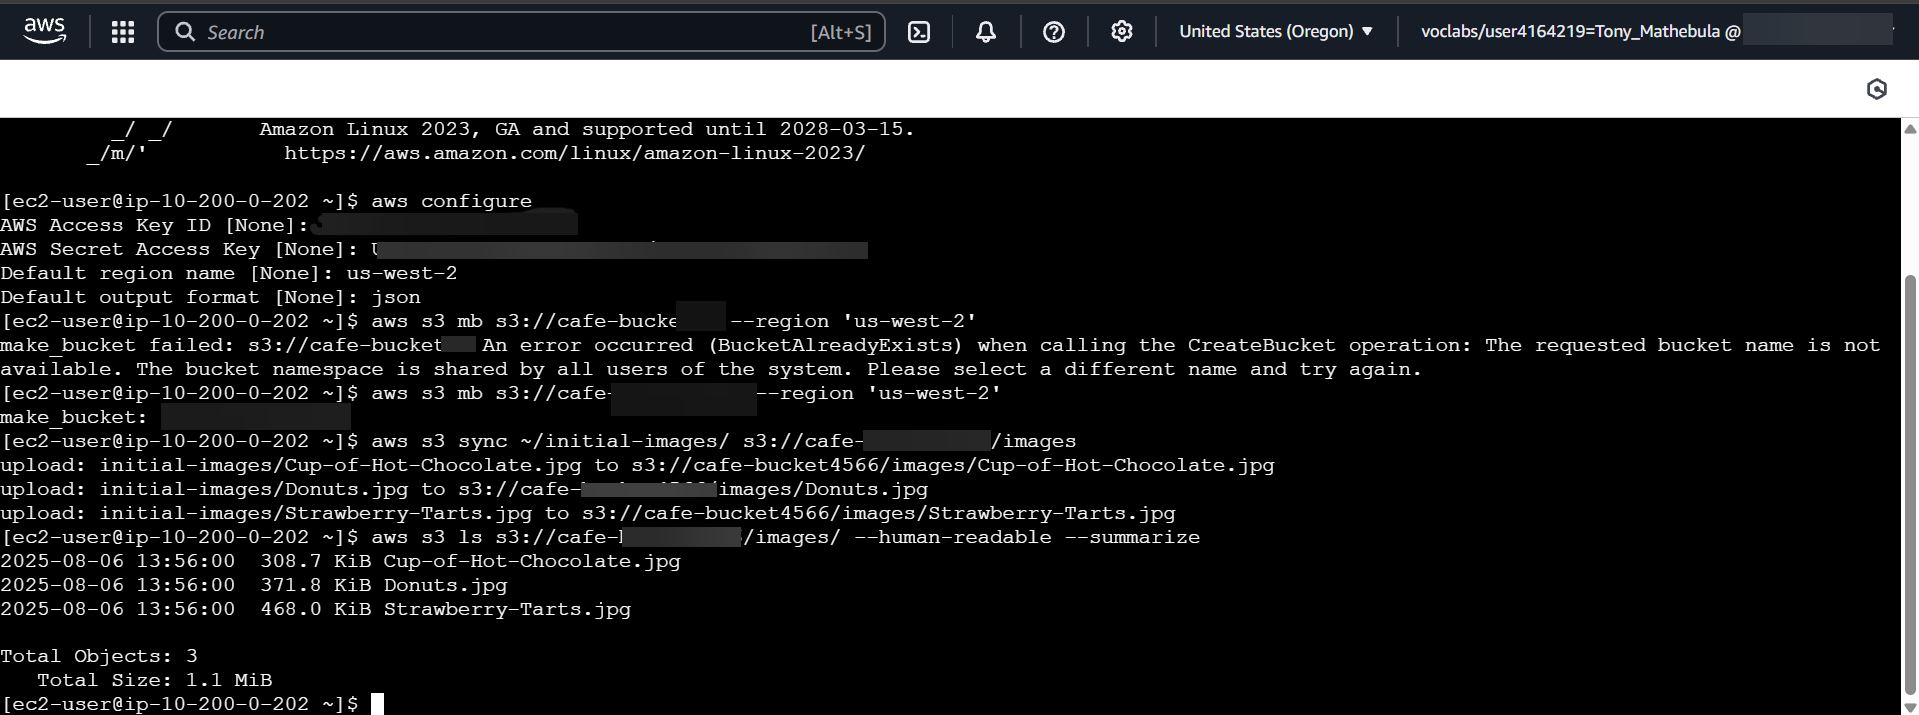 aws Search [Alt+S] United States (Oregon) voclabs/user4164219=Tony_Mathebula @
_/ _/ Amazon Linux 2023, GA and supported until 2028-03-15.
_/m/' https://aws.amazon.com/linux/amazon-linux-2023/
[ec2-user@ip-10-200-0-202 ~]$ aws configure
AWS Access Key ID [None]:
AWS Secret Access Key [None]:
Default region name [None]: us-west-2
Default output format [None]: json
[ec2-user@ip-10-200-0-202 ~]$ aws s3 mb s3://cafe-bucke --region 'us-west-2'
make_bucket failed: s3://cafe-bucket An error occurred (BucketAlreadyExists) when calling the CreateBucket operation: The requested bucket name is not
available. The bucket namespace is shared by all users of the system. Please select a different name and try again.
[ec2-user@ip-10-200-0-202 ~]$ aws s3 mb s3://cafe- --region 'us-west-2'
make_bucket:
[ec2-user@ip-10-200-0-202 ~]$ aws s3 sync ~/initial-images/ s3://cafe- /images
upload: initial-images/Cup-of-Hot-Chocolate.jpg to s3://cafe-bucket4566/images/Cup-of-Hot-Chocolate.jpg
upload: initial-images/Donuts.jpg to s3://cafe- images/Donuts.jpg
upload: initial-images/Strawberry-Tarts.jpg to s3://cafe-bucket4566/images/Strawberry-Tarts.jpg
[ec2-user@ip-10-200-0-202 ~]$ aws s3 ls s3://cafe- /images/ --human-readable --summarize
2025-08-06 13:56:00 308.7 KiB Cup-of-Hot-Chocolate.jpg
2025-08-06 13:56:00 371.8 KiB Donuts.jpg
2025-08-06 13:56:00 468.0 KiB Strawberry-Tarts.jpg
Total Objects: 3
Total Size: 1.1 MiB
[ec2-user@ip-10-200-0-202 ~]$